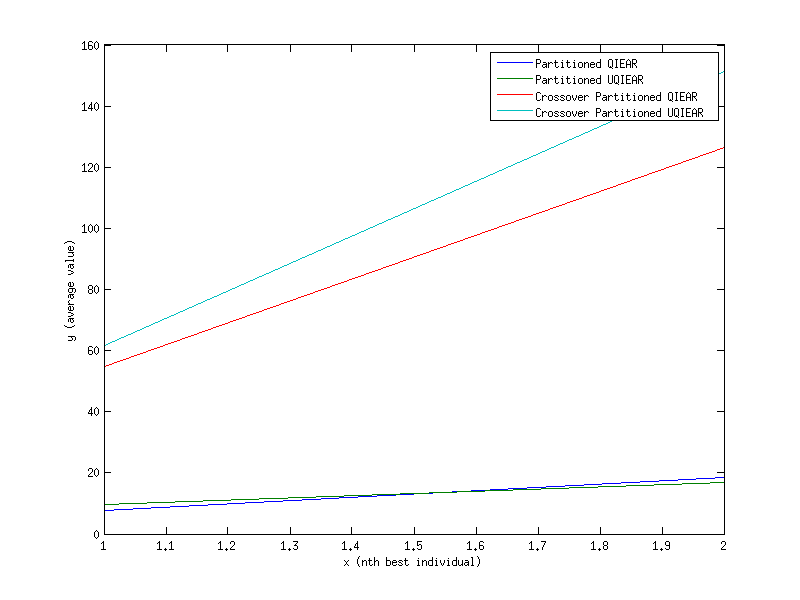 160
140
120
100
80
60
40
20
0
y (average value)
Partitioned QIEAR
Partitioned UQIEAR
Crossover Partitioned QIEAR
Crossover Partitioned UQIEAR
1 1.1 1.2 1.3 1.4 1.5 1.6 1.7 1.8 1.9 2
x (nth best individual)